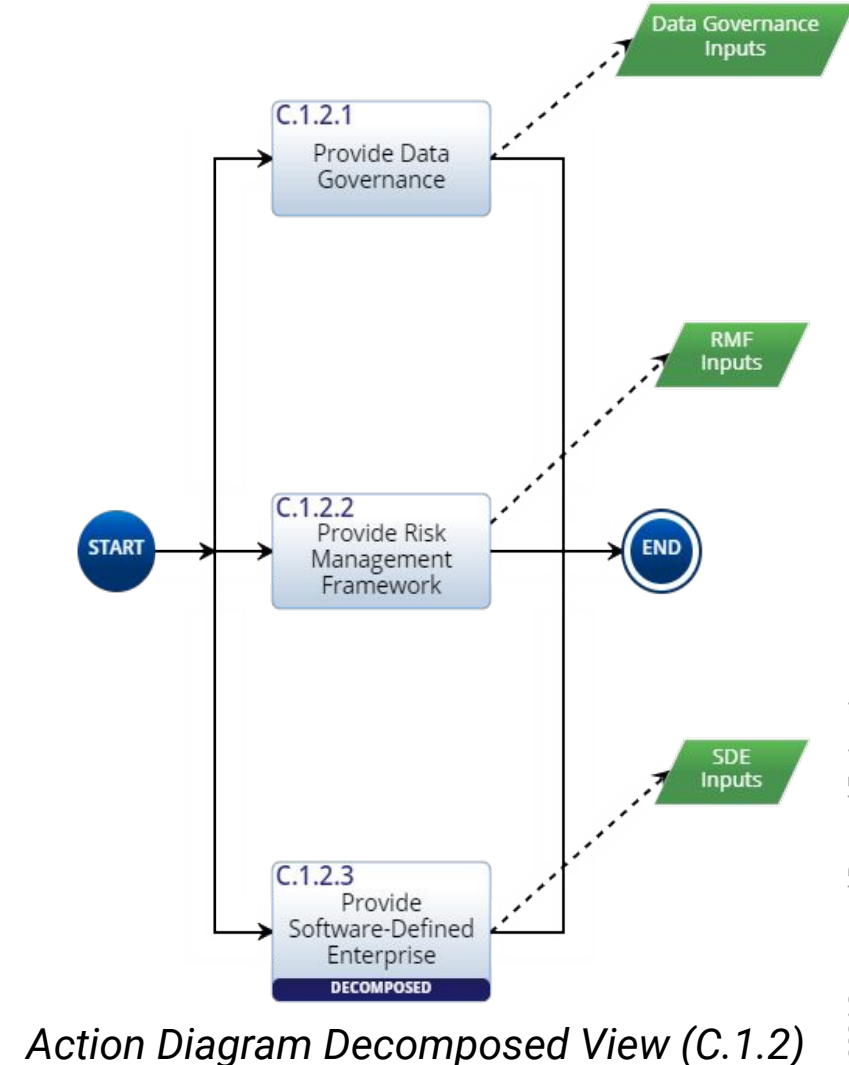 Data Governance
Inputs
C.1.2.1
Provide Data
Governance
RMF
Inputs
C.1.2.2
Provide Risk
Management
Framework
START
END
SDE
Inputs
C.1.2.3
Provide
Software-Defined
Enterprise
DECOMPOSED
Action Diagram Decomposed View (C.1.2)